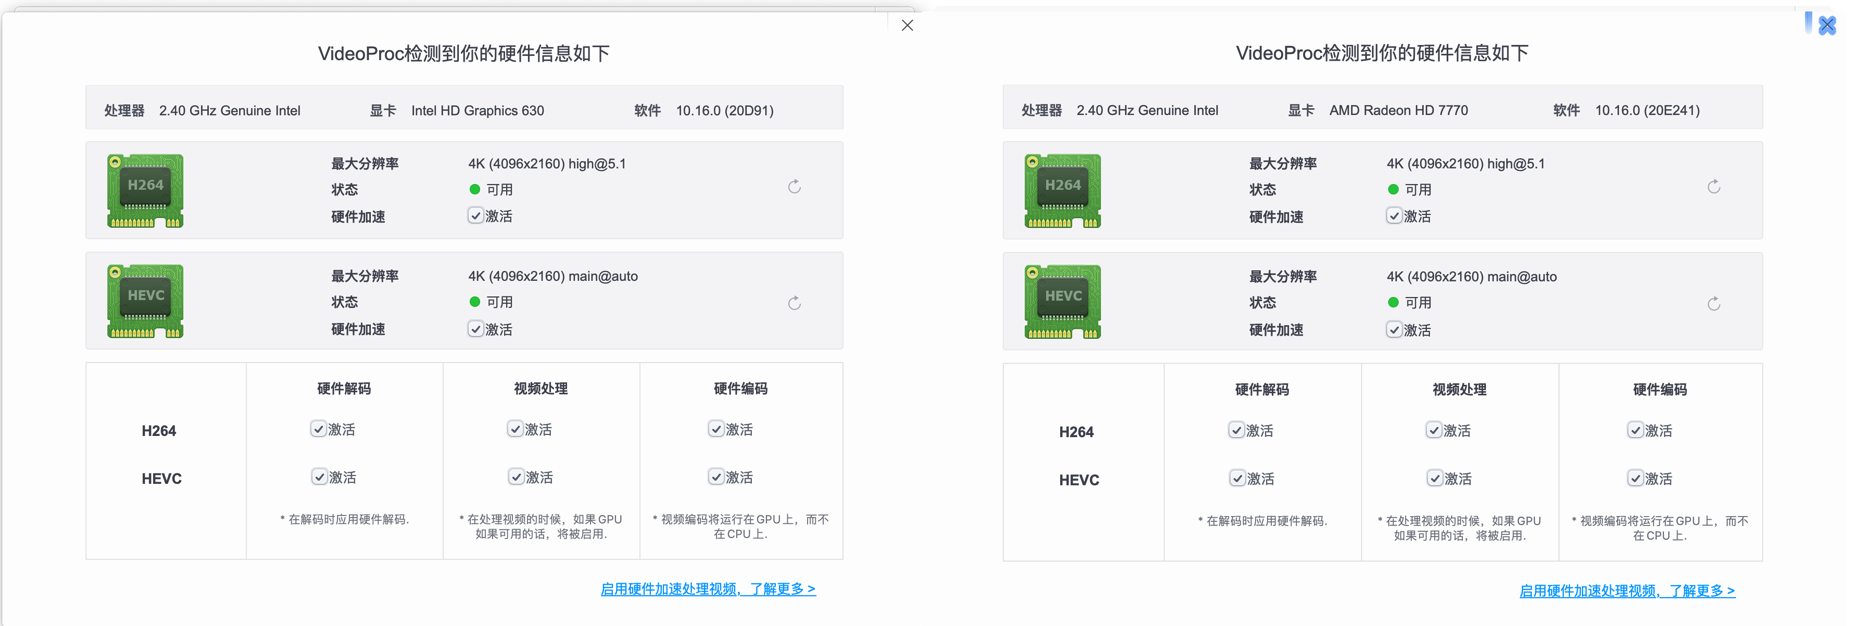 VideoProc检测到你的硬件信息如下
处理器 2.40 GHz Genuine Intel 显卡 Intel HD Graphics 630 软件 10.16.0 (20D91)
H264
最大分辨率 4K (4096x2160) high@5.1
状态 可用
硬件加速 激活
HEVC
最大分辨率 4K (4096x2160) main@auto
状态 可用
硬件加速 激活
硬件解码 视频处理 硬件编码
H264 激活 激活 激活
HEVC 激活 激活 激活
* 在解码时应用硬件解码.
* 在处理视频的时候，如果GPU
如果可用的话，将被启用.
* 视频编码将运行在GPU上，而不
在CPU上.
启用硬件加速处理视频，了解更多 >
VideoProc检测到你的硬件信息如下
处理器 2.40 GHz Genuine Intel 显卡 AMD Radeon HD 7770 软件 10.16.0 (20E241)
H264
最大分辨率 4K (4096x2160) high@5.1
状态 可用
硬件加速 激活
HEVC
最大分辨率 4K (4096x2160) main@auto
状态 可用
硬件加速 激活
硬件解码 视频处理 硬件编码
H264 激活 激活 激活
HEVC 激活 激活 激活
* 在解码时应用硬件解码.
* 在处理视频的时候，如果GPU
如果可用的话，将被启用.
* 视频编码将运行在GPU上，而不
在CPU上.
启用硬件加速处理视频，了解更多 >